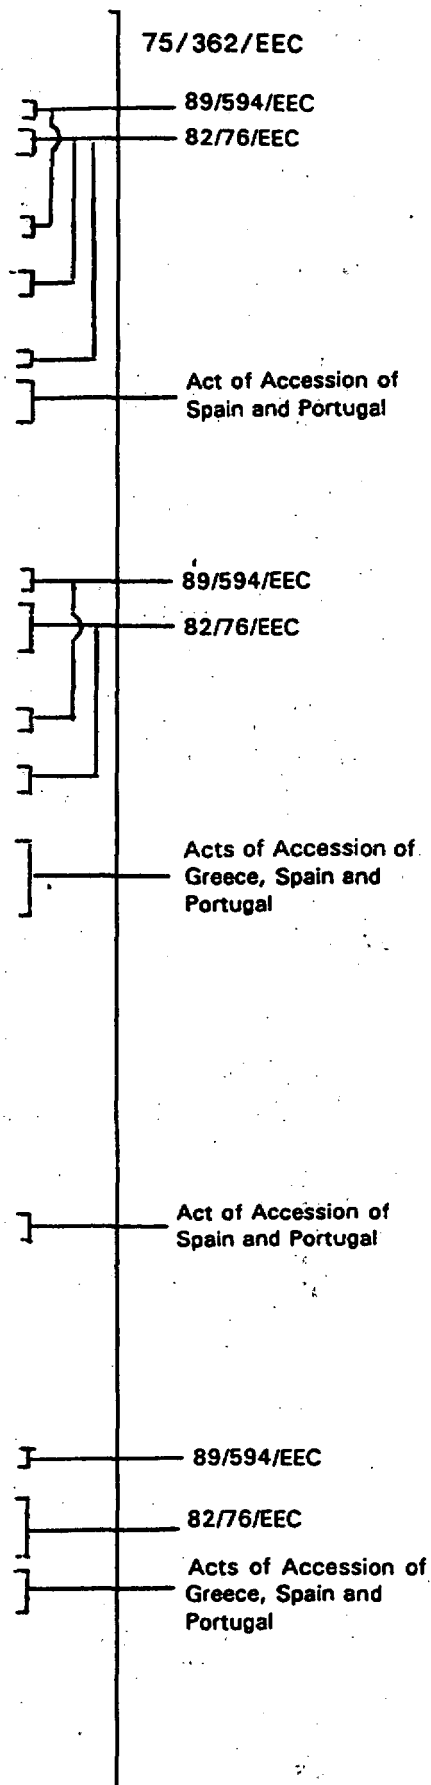 75/362/EEC
89/594/EEC
82/76/EEC
Act of Accession of
Spain and Portugal
89/594/EEC
82/76/EEC
Acts of Accession of
Greece, Spain and
Portugal
Act of Accession of
Spain and Portugal
89/594/EEC
82/76/EEC
Acts of Accession of
Greece, Spain and
Portugal